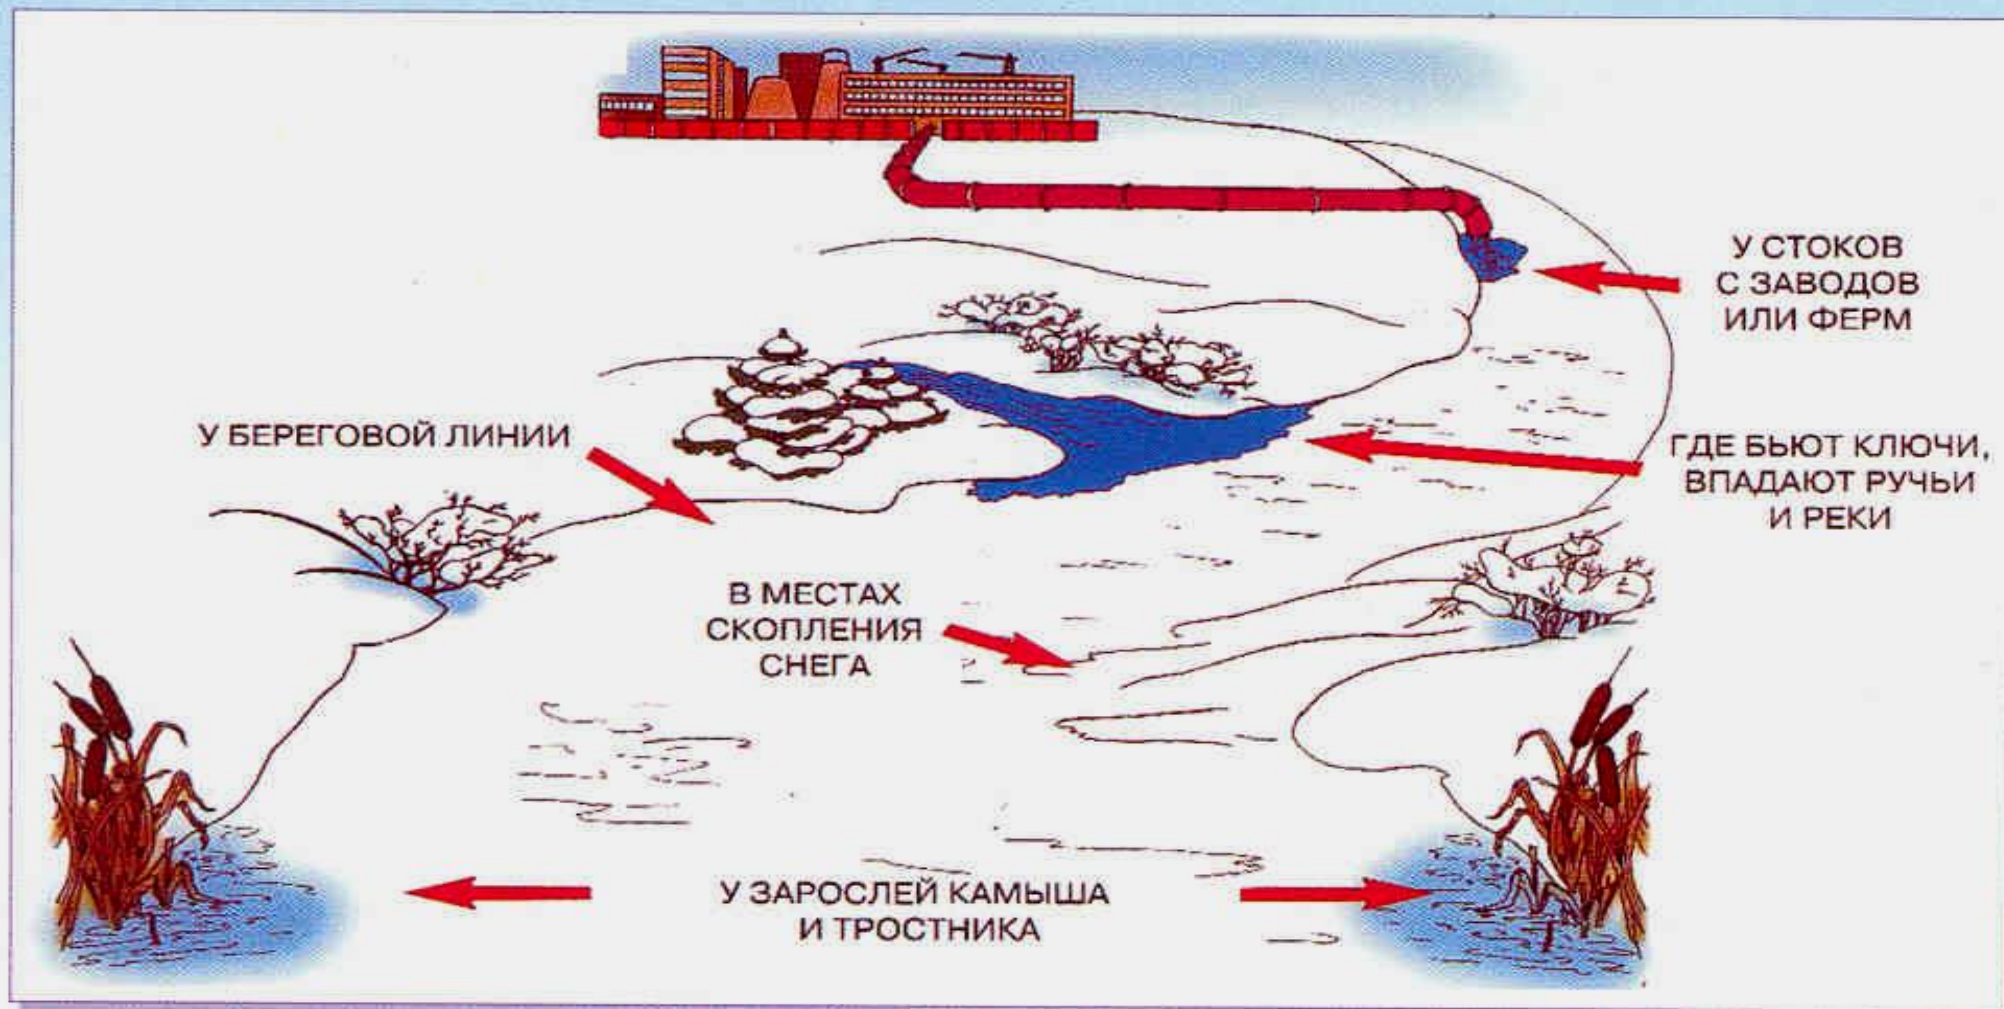 У СТОКОВ
С ЗАВОДОВ
ИЛИ ФЕРМ
У БЕРЕГОВОЙ ЛИНИИ
ГДЕ БЬЮТ КЛЮЧИ,
ВПАДАЮТ РУЧЬИ
И РЕКИ
В МЕСТАХ
СКОПЛЕНИЯ
СНЕГА
У ЗАРОСЛЕЙ КАМЫША
И ТРОСТНИКА